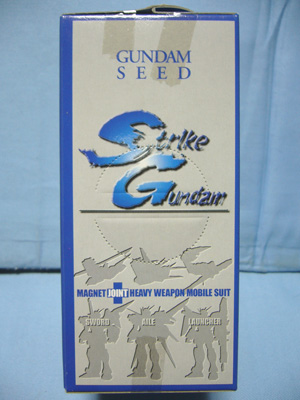 GUNDAM
SEED
Strike
Gundam
MAGNET JOINT HEAVY WEAPON MOBILE SUIT
SWORD AILE LAUNCHER